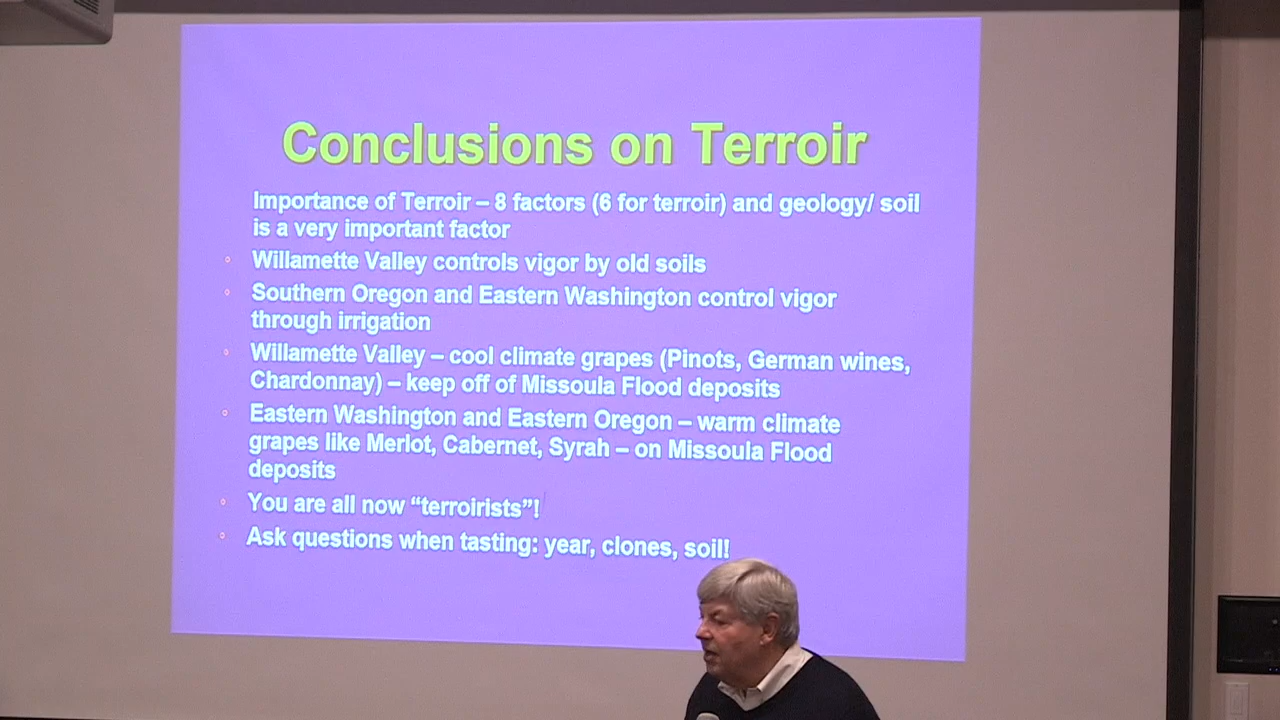 Conclusions on Terroir
Importance of Terroir – 8 factors (6 for terroir) and geology/ soil
is a very important factor
Willamette Valley controls vigor by old soils
Southern Oregon and Eastern Washington control vigor
through irrigation
Willamette Valley – cool climate grapes (Pinots, German wines,
Chardonnay) – keep off of Missoula Flood deposits
Eastern Washington and Eastern Oregon – warm climate
grapes like Merlot, Cabernet, Syrah – on Missoula Flood
deposits
You are all now “terroirists”!
Ask questions when tasting: year, clones, soil!